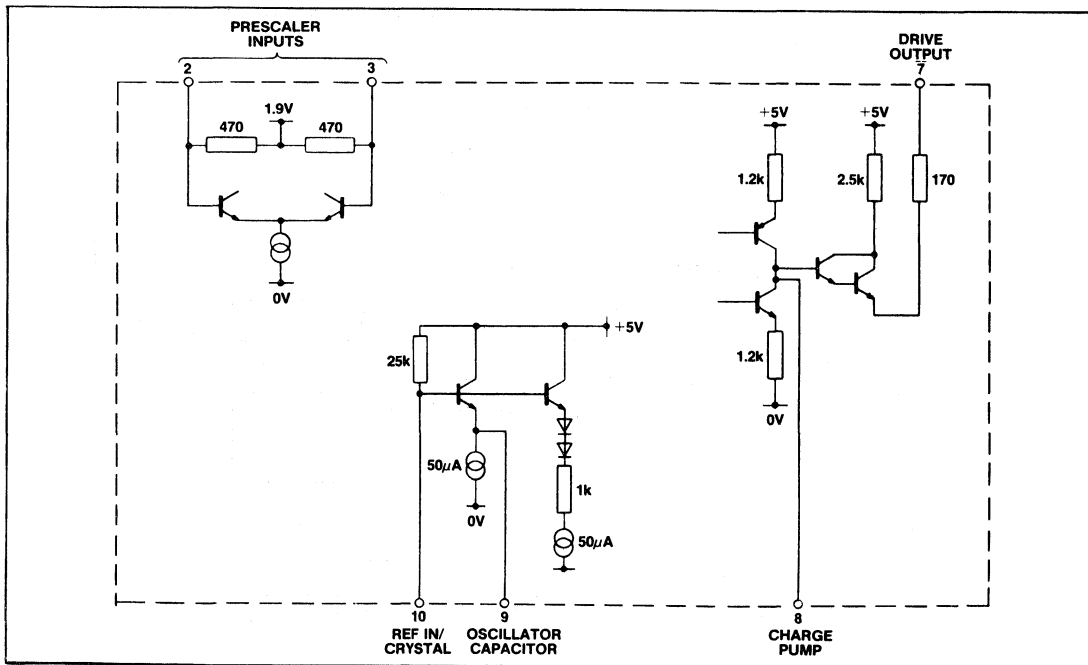 PRESCALER
INPUTS
2
3
1.9V
470
470
0V
DRIVE
OUTPUT
7
+5V
+5V
1.2k
2.5k
170
1.2k
0V
+5V
25k
50μA
0V
1k
50μA
10
9
8
REF IN/
CRYSTAL
OSCILLATOR
CAPACITOR
CHARGE
PUMP